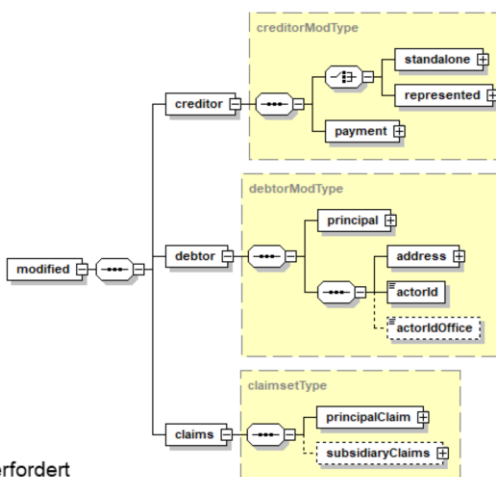 creditorModType
standalone
creditor
represented
payment
debtorModType
principal
modified
debtor
address
actorId
actorIdOffice
claimsetType
principalClaim
claims
subsidiaryClaims
erfordert